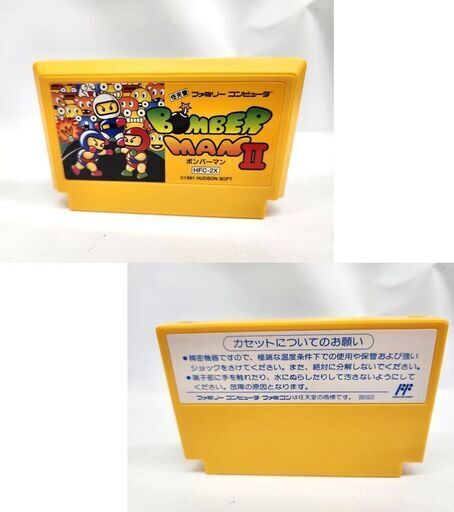 任天堂 ファミリー コンピュータ
BOMBER
MAN II
ボンバーマン
HFC-2X
©1991 HUDSON SOFT
カセットについてのお願い
●精密機器ですので、極端な温度条件下での使用や保管および強い
ショックをさけてください。また、絶対に分解しないでください。
●端子部に手を触れたり、水にぬらしたりして汚さないようにして
ください。故障の原因となります。
ファミリーコンピュータ・ファミコンは任天堂の商標です。